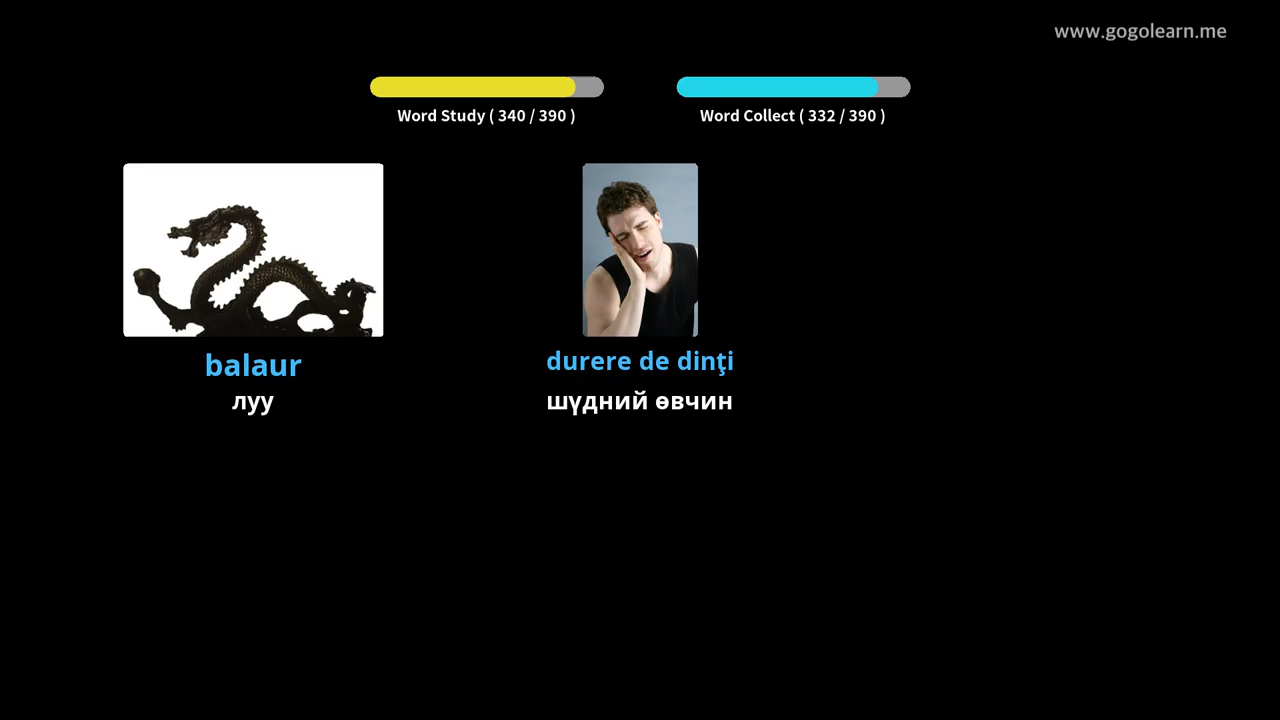 www.gogolearn.me
Word Study ( 340 / 390 )
Word Collect ( 332 / 390 )
balaur
луу
durere de dinţi
шүдний өвчин